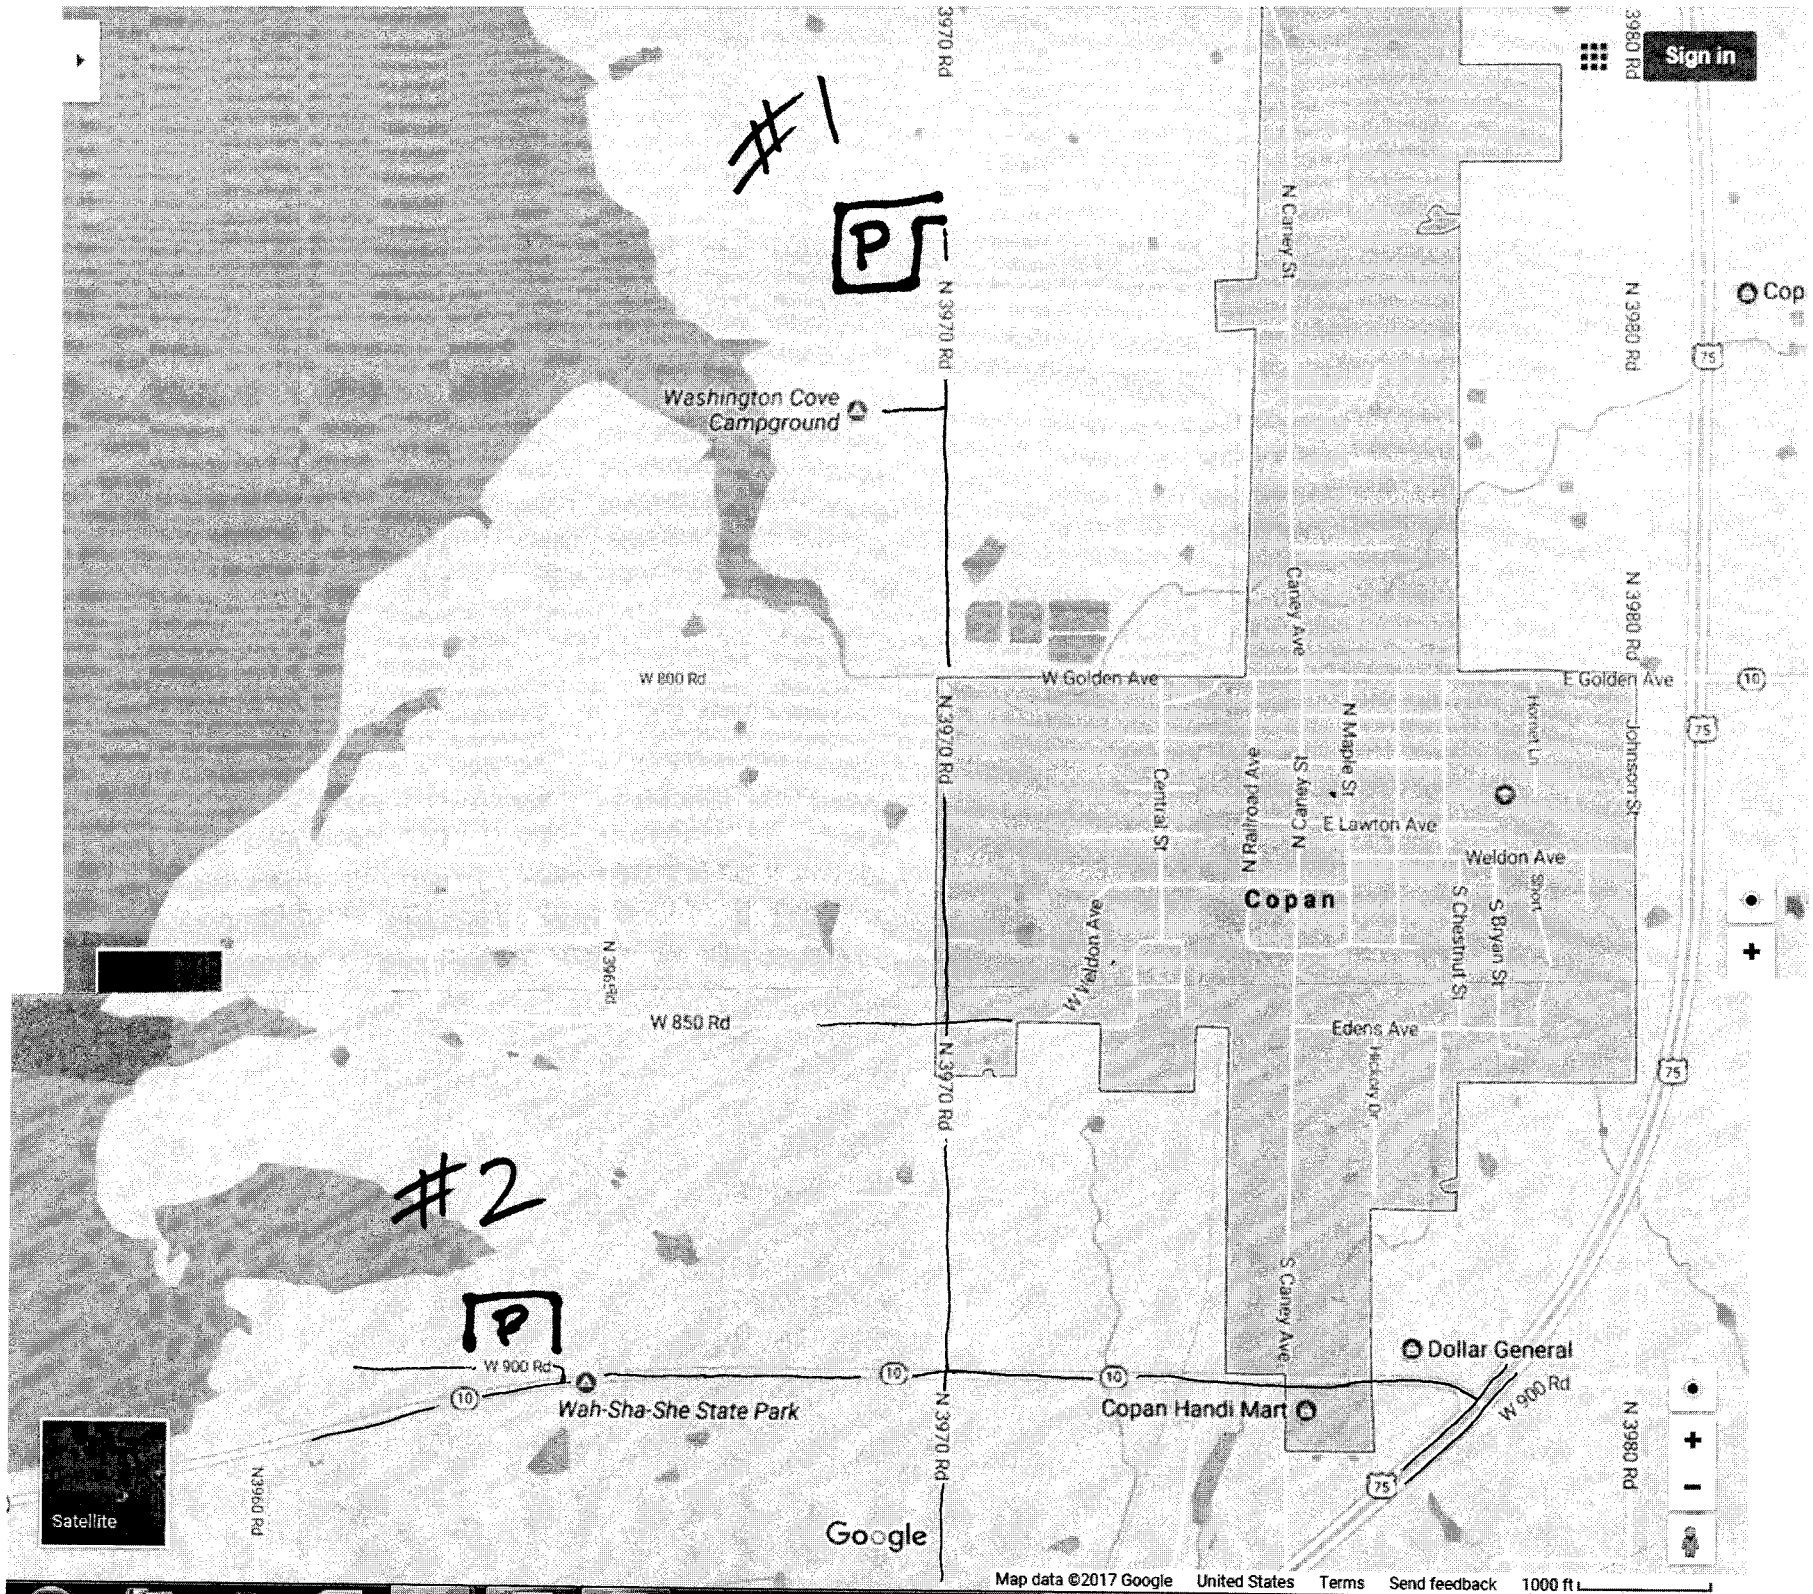 3970 Rd
3980 Rd
Sign in
#1
P
N Caney St
N 3970 Rd
N 3980 Rd
Cop
75
Washington Cove
Campground
Caney Ave
N 3980 Rd
W 800 Rd
W Golden Ave
E Golden Ave
10
N 3970 Rd
N Maple St
Hornet Ln
Johnson St
75
Central St
N Railroad Ave
N Caney St
E Lawton Ave
Weldon Ave
Short
Copan
S Chestnut St
S Bryan St
W Weldon Ave
N 3965 Rd
+
W 850 Rd
Edens Ave
N 3970 Rd
Hickory Dr
75
#2
P
S Caney Ave
Dollar General
W 900 Rd
10
10
10
W 900 Rd
Wah-Sha-She State Park
Copan Handi Mart
N 3970 Rd
N 3980 Rd
+
−
75
N3960 Rd
Satellite
Google
Map data ©2017 Google United States Terms Send feedback 1000 ft